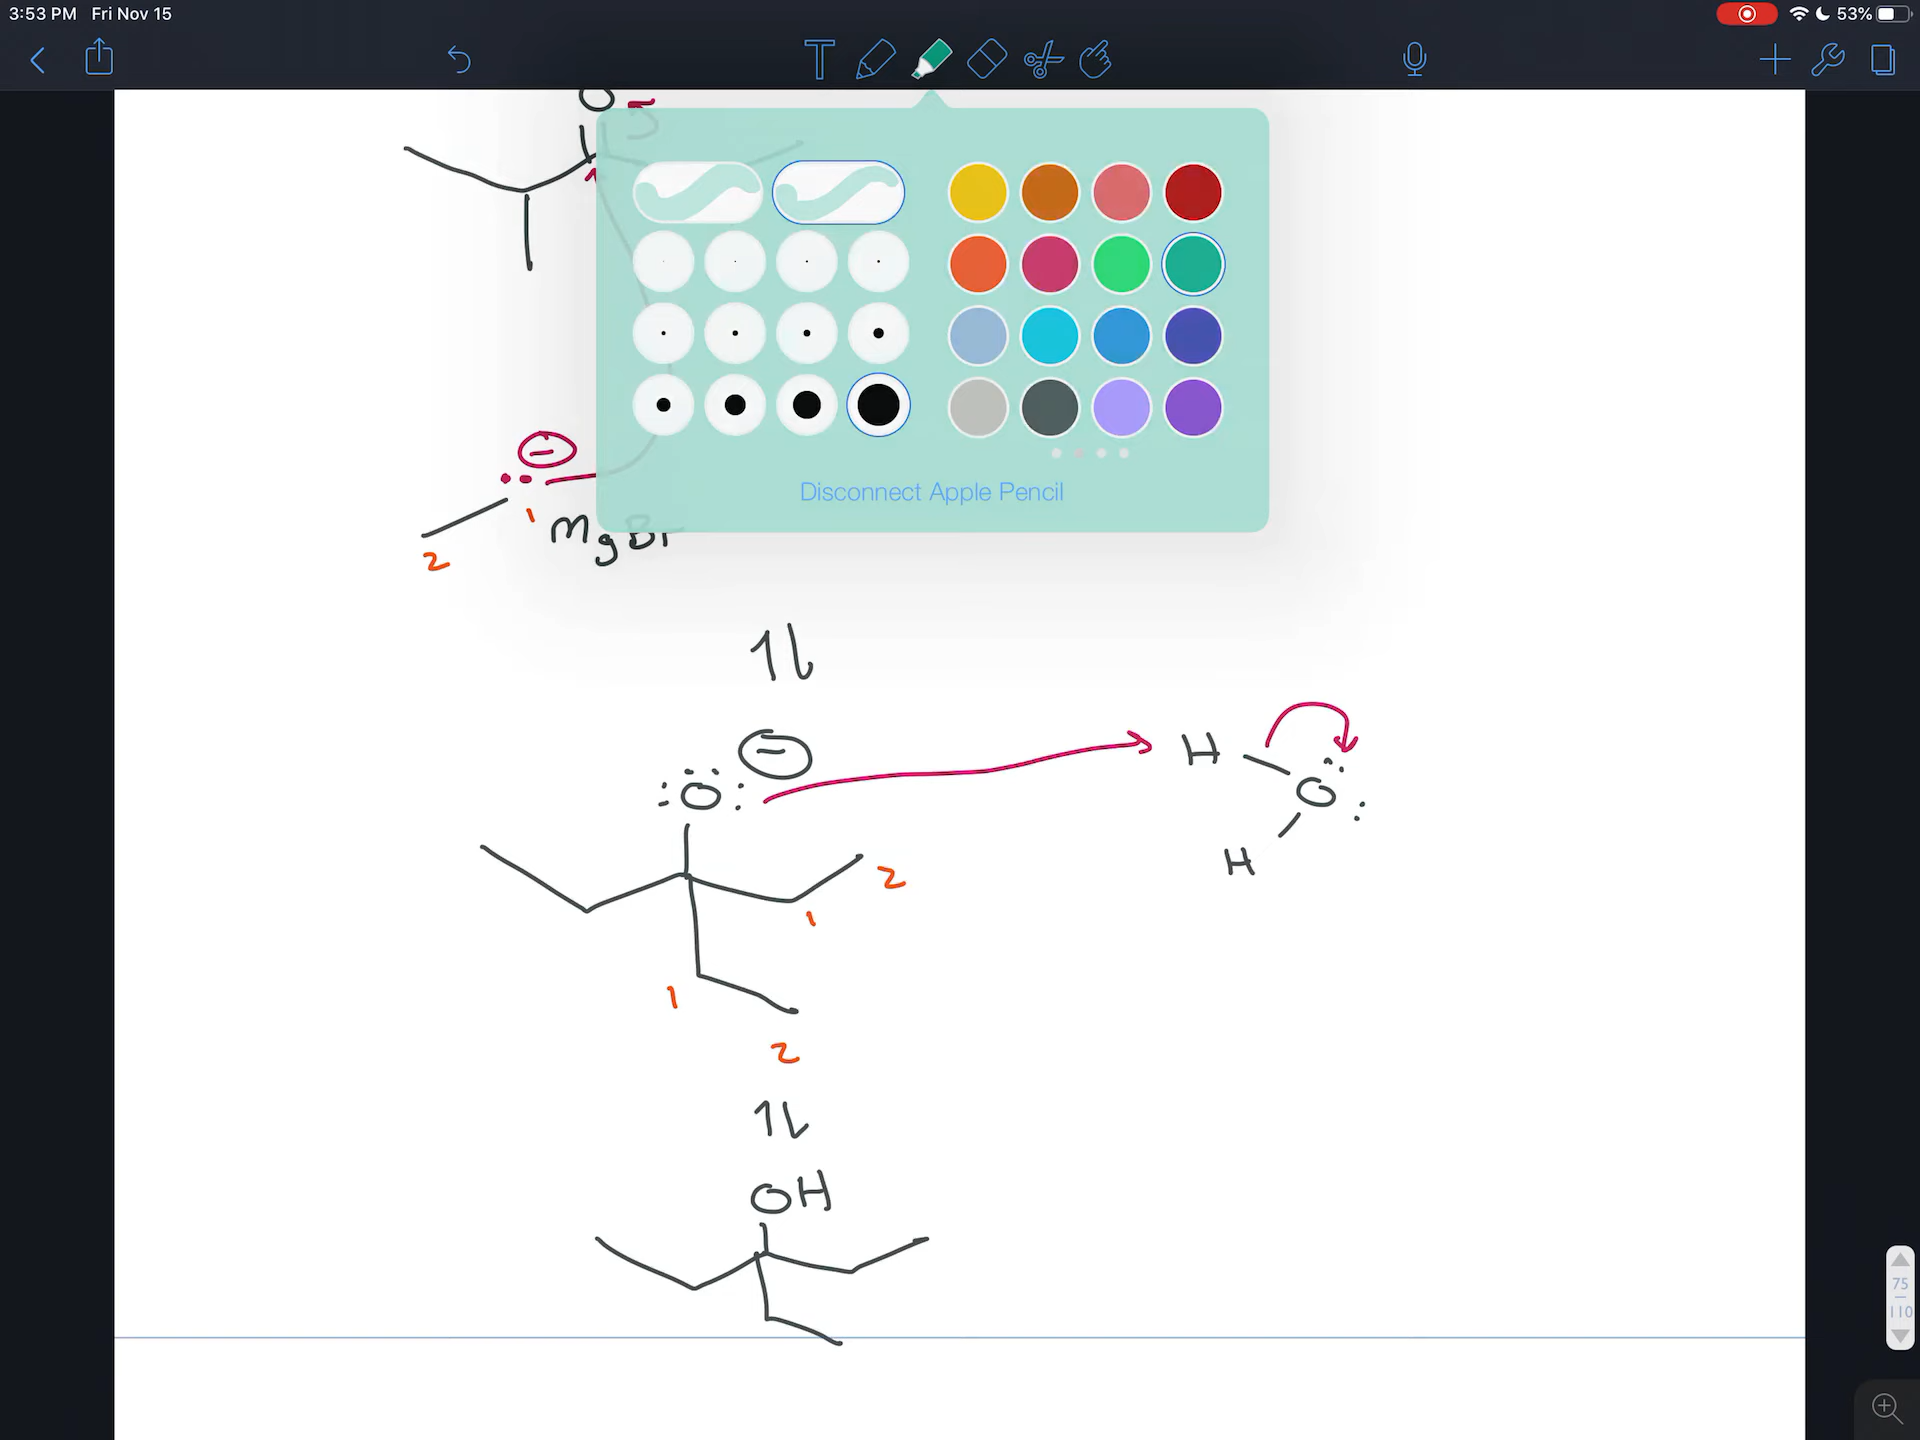 3:53 PM Fri Nov 15
53%
T
O
Disconnect Apple Pencil
1
MgBr
2
H
:O:
O
H
2
1
1
2
OH
75
110